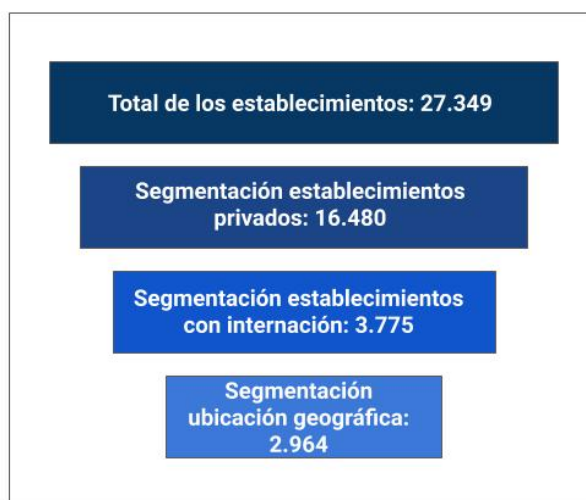 Total de los establecimientos: 27.349
Segmentación establecimientos
privados: 16.480
Segmentación establecimientos
con internación: 3.775
Segmentación
ubicación geográfica:
2.964